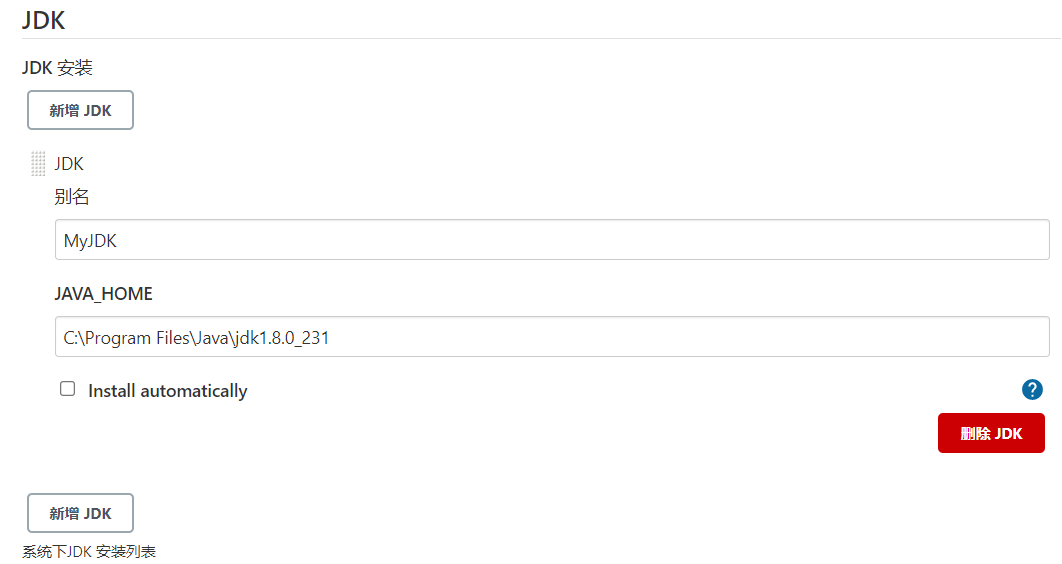 JDK
JDK 安装
新增 JDK
JDK
别名
MyJDK
JAVA_HOME
C:\Program Files\Java\jdk1.8.0_231
Install automatically
?
删除 JDK
新增 JDK
系统下JDK 安装列表